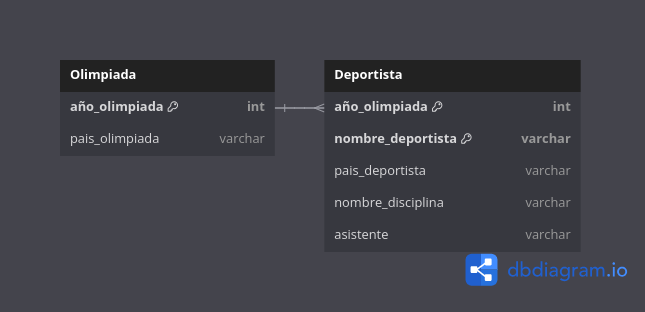 Olimpiada
año_olimpiada int
pais_olimpiada varchar
Deportista
año_olimpiada int
nombre_deportista varchar
pais_deportista varchar
nombre_disciplina varchar
asistente varchar
dbdiagram.io